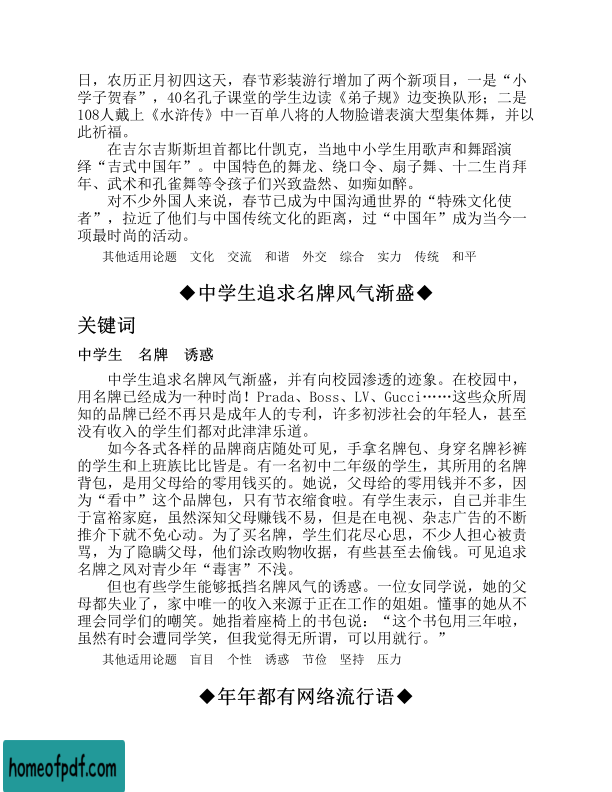 日，农历正月初四这天，春节彩装游行增加了两个新项目，一是“小
学子贺春”，40名孔子课堂的学生边读《弟子规》边变换队形；二是
108人戴上《水浒传》中一百单八将的人物脸谱表演大型集体舞，并以
此祈福。
在吉尔吉斯斯坦首都比什凯克，当地中小学生用歌声和舞蹈演
绎“吉式中国年”。中国特色的舞龙、绕口令、扇子舞、十二生肖拜
年、武术和孔雀舞等令孩子们兴致盎然、如痴如醉。
对不少外国人来说，春节已成为中国沟通世界的“特殊文化使
者”，拉近了他们与中国传统文化的距离，过“中国年”成为当今一
项最时尚的活动。
其他适用论题 文化 交流 和谐 外交 综合 实力 传统 和平
◆中学生追求名牌风气渐盛◆
关键词
中学生 名牌 诱惑
中学生追求名牌风气渐盛，并有向校园渗透的迹象。在校园中，
用名牌已经成为一种时尚！Prada、Boss、LV、Gucci……这些众所周
知的品牌已经不再只是成年人的专利，许多初涉社会的年轻人，甚至
没有收入的学生们都对此津津乐道。
如今各式各样的品牌商店随处可见，手拿名牌包、身穿名牌衫裤
的学生和上班族比比皆是。有一名初中二年级的学生，其所用的名牌
背包，是用父母给的零用钱买的。她说，父母给的零用钱并不多，因
为“看中”这个品牌包，只有节衣缩食啦。有学生表示，自己并非生
于富裕家庭，虽然深知父母赚钱不易，但是在电视、杂志广告的不断
推介下就不免心动。为了买名牌，学生们花尽心思，不少人担心被责
骂，为了隐瞒父母，他们涂改购物收据，有些甚至去偷钱。可见追求
名牌之风对青少年“毒害”不浅。
但也有些学生能够抵挡名牌风气的诱惑。一位女同学说，她的父
母都失业了，家中唯一的收入来源于正在工作的姐姐。懂事的她从不
理会同学们的嘲笑。她指着座椅上的书包说：“这个书包用三年啦，
虽然有时会遭同学笑，但我觉得无所谓，可以用就行。”
其他适用论题 盲目 个性 诱惑 节俭 坚持 压力
◆年年都有网络流行语◆
homeofpdf.com